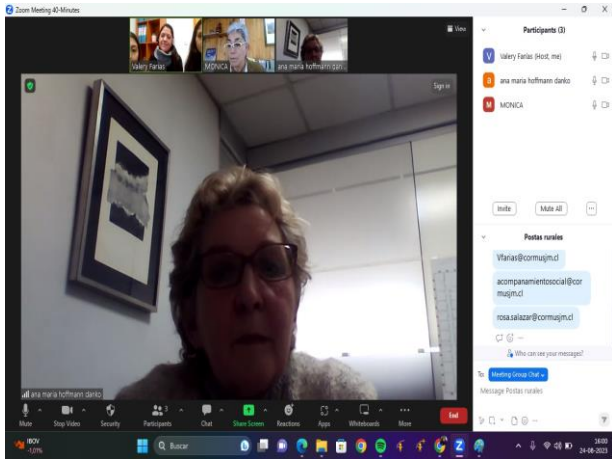 Zoom Meeting 40-Minutes
View
Valery Farías
MONICA
ana maria hoffmann dan...
Sign in
ana maria hoffmann danko
Mute
Stop Video
Security
Participants
3
Chat
Share Screen
Reactions
Apps
Whiteboards
More
End
Participants (3)
V
Valery Farías (Host, me)
a
ana maria hoffmann danko
M
MONICA
Invite
Mute All
Postas rurales
Vfarias@cormusjm.cl
acompanamientosocial@cor
musjm.cl
rosa.salazar@cormusjm.cl
Who can see your messages?
To:
Meeting Group Chat
Message Postas rurales
IBOV
-1,01%
Buscar
16:00
24-08-2023